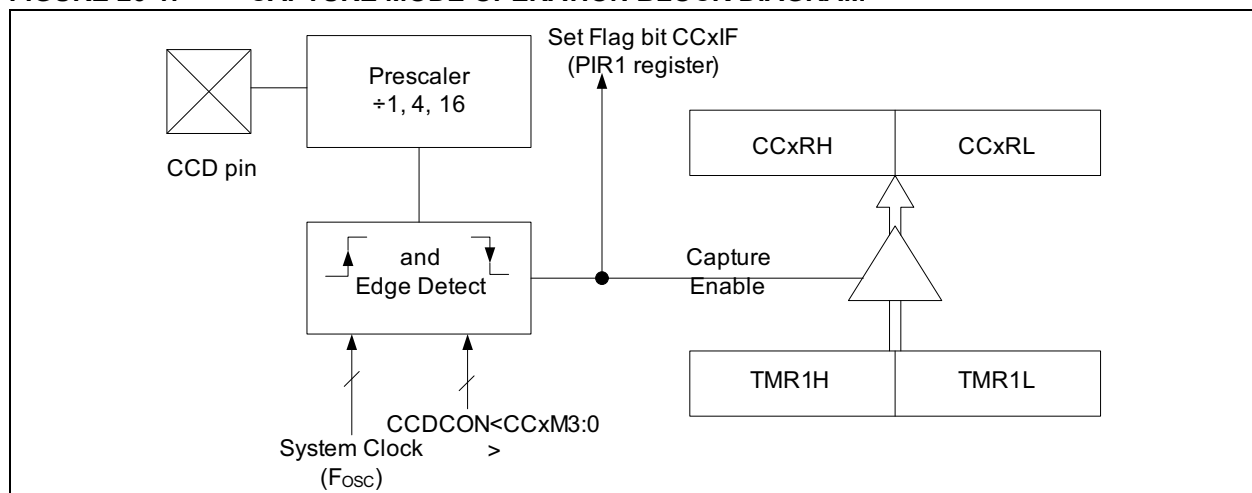 Set Flag bit CCxIF
(PIR1 register)
Prescaler
÷1, 4, 16
CCD pin
CCxRH
CCxRL
and
Edge Detect
Capture
Enable
TMR1H
TMR1L
CCDCON<CCxM3:0
>
System Clock
(FOSC)